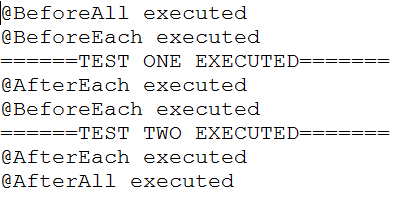 @BeforeAll executed
@BeforeEach executed
======TEST ONE EXECUTED=======
@AfterEach executed
@BeforeEach executed
======TEST TWO EXECUTED=======
@AfterEach executed
@AfterAll executed